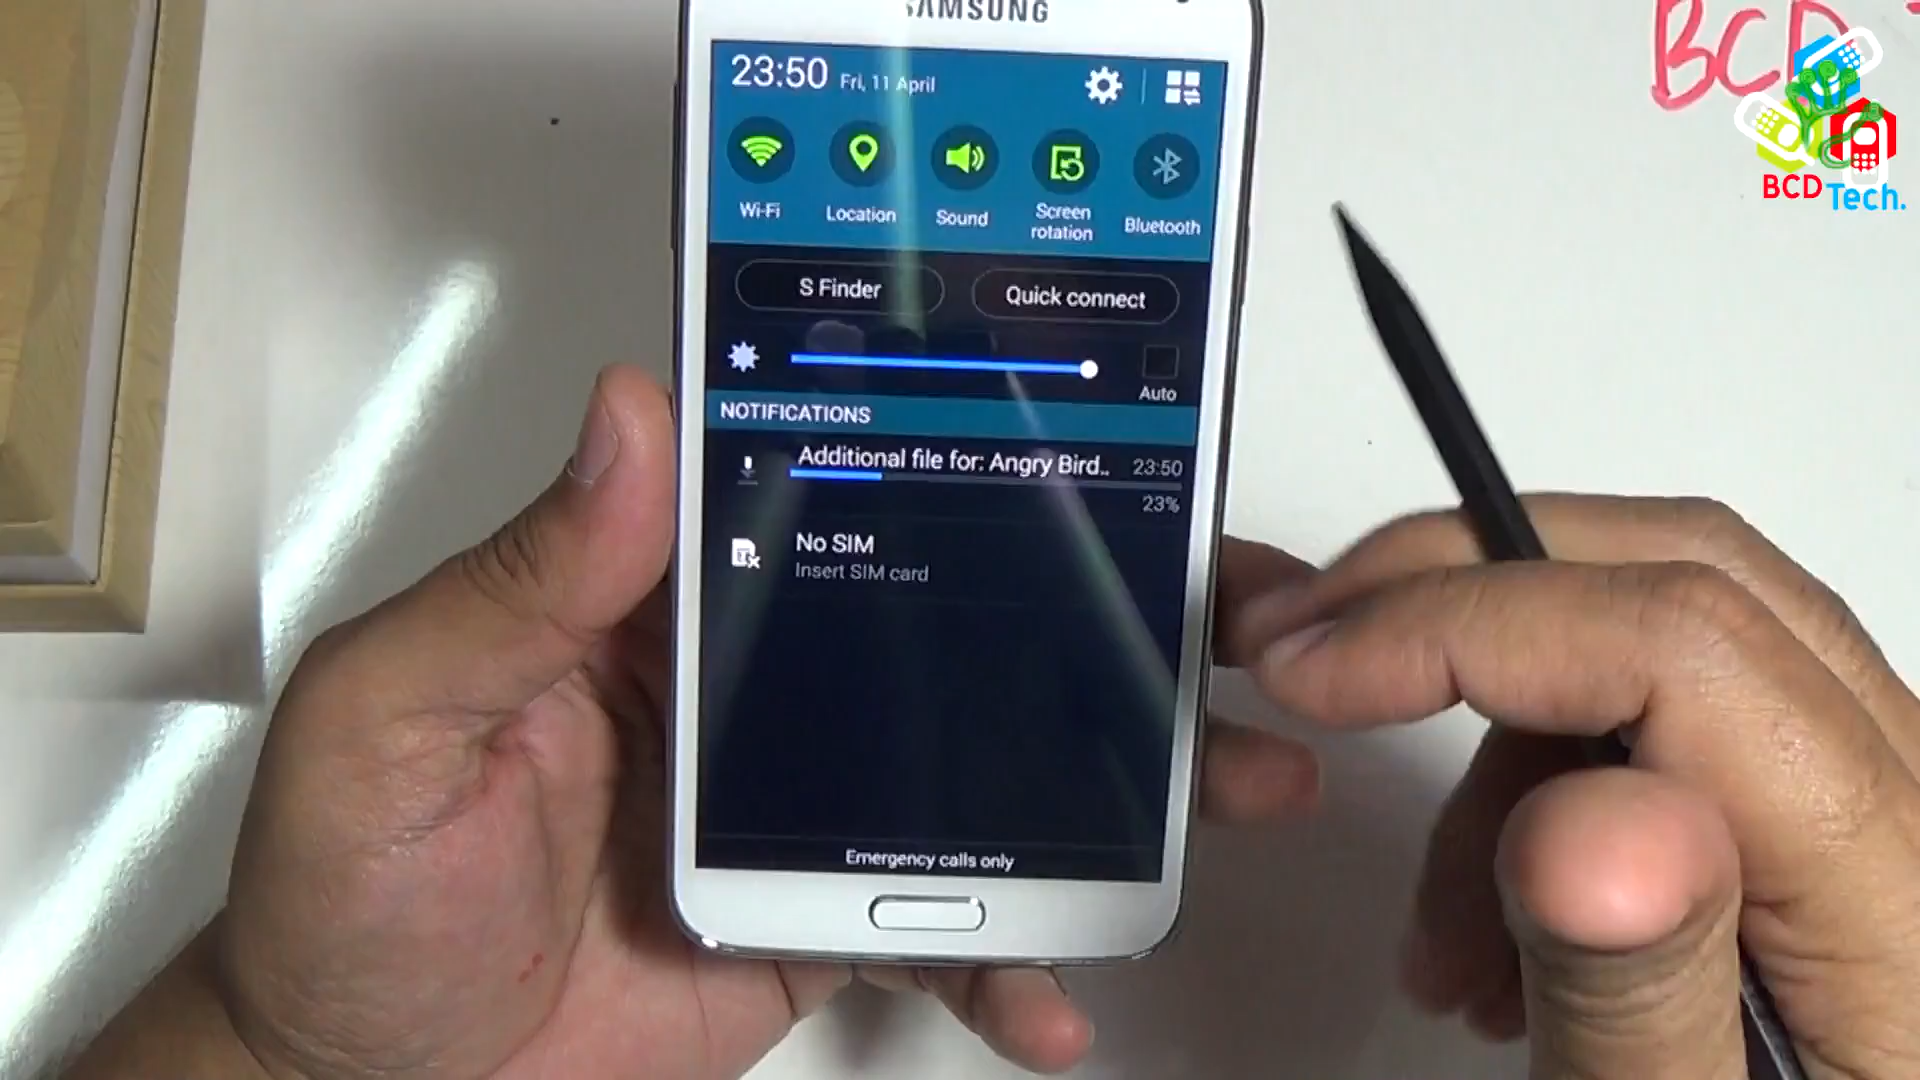 SAMSUNG
23:50 Fri, 11 April
Wi-Fi
Location
Sound
Screen
rotation
Bluetooth
S Finder
Quick connect
Auto
NOTIFICATIONS
Additional file for: Angry Bird.. 23:50
23%
No SIM
Insert SIM card
Emergency calls only
BCD
BCD Tech.